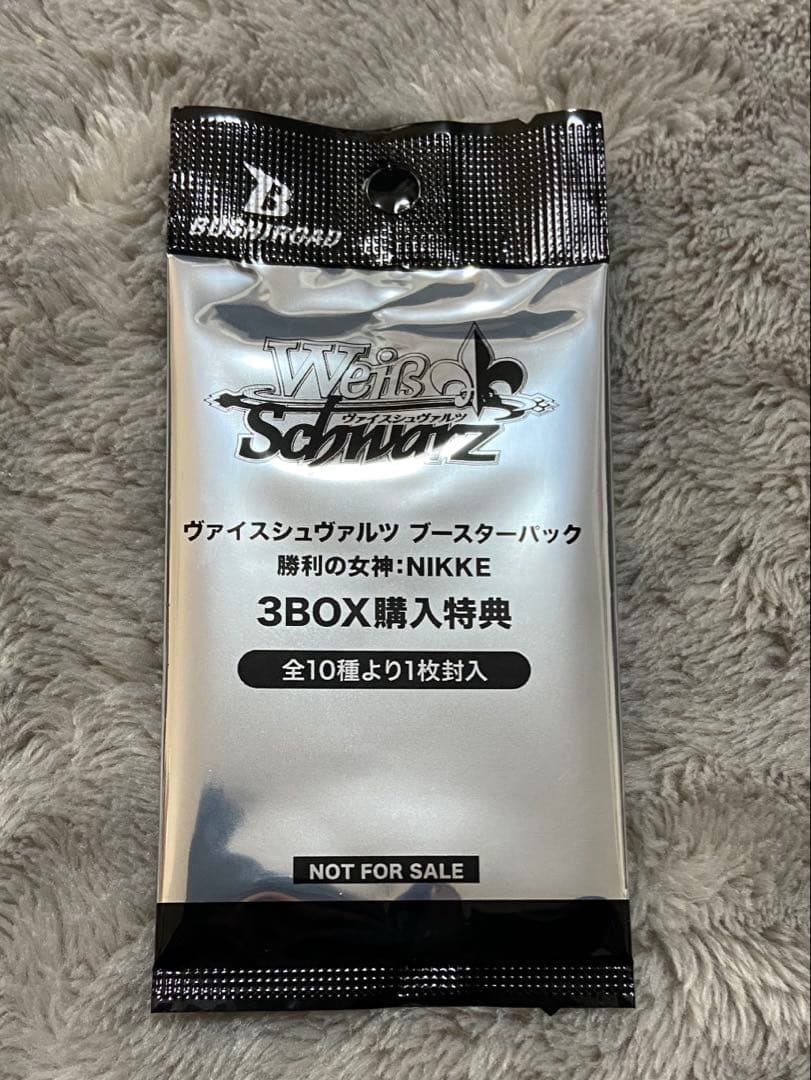 B
BUSHIROAD
Weiß
ヴァイスシュヴァルツ
Schwarz
ヴァイスシュヴァルツ ブースターパック
勝利の女神:NIKKE
3BOX購入特典
全10種より1枚封入
NOT FOR SALE